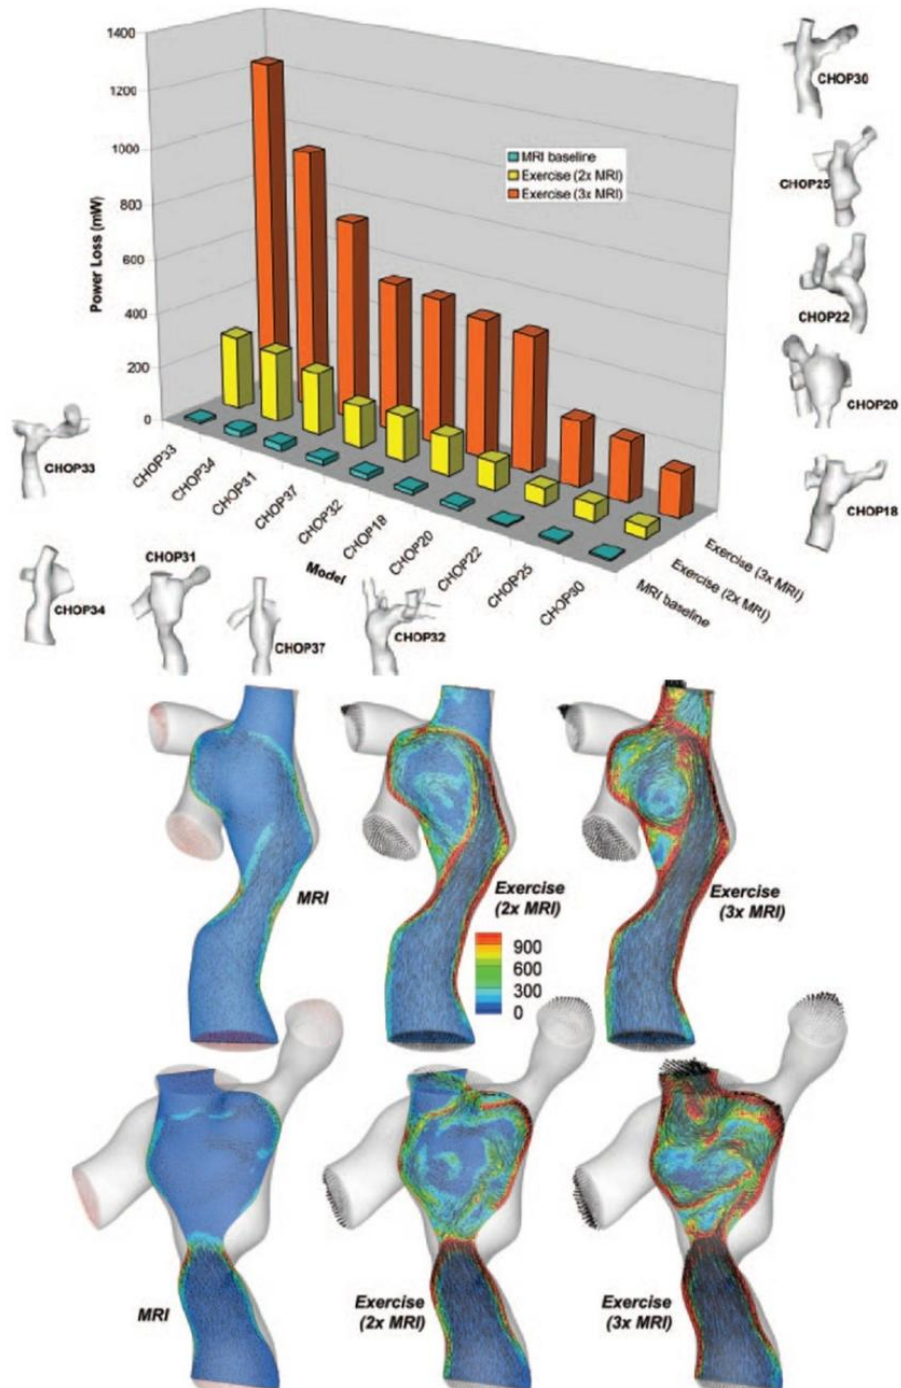 1400
1200
1000
800
600
400
200
0
Power Loss (mW)
MRI baseline
Exercise (2x MRI)
Exercise (3x MRI)
CHOP33
CHOP34
CHOP31
CHOP37
CHOP32
CHOP18
CHOP20
CHOP22
CHOP25
CHOP30
Model
Exercise (3x MRI)
Exercise (2x MRI)
MRI baseline
CHOP30
CHOP25
CHOP22
CHOP20
CHOP18
CHOP33
CHOP34
CHOP31
CHOP37
CHOP32
MRI
Exercise
(2x MRI)
Exercise
(3x MRI)
900
600
300
0
MRI
Exercise
(2x MRI)
Exercise
(3x MRI)